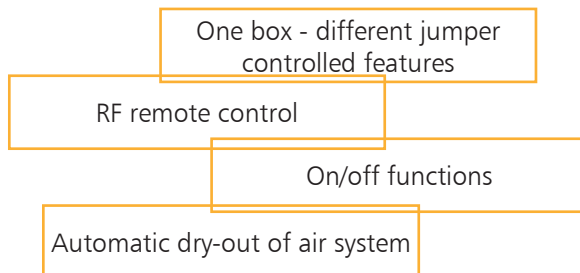 One box - different jumper
controlled features
RF remote control
On/off functions
Automatic dry-out of air system